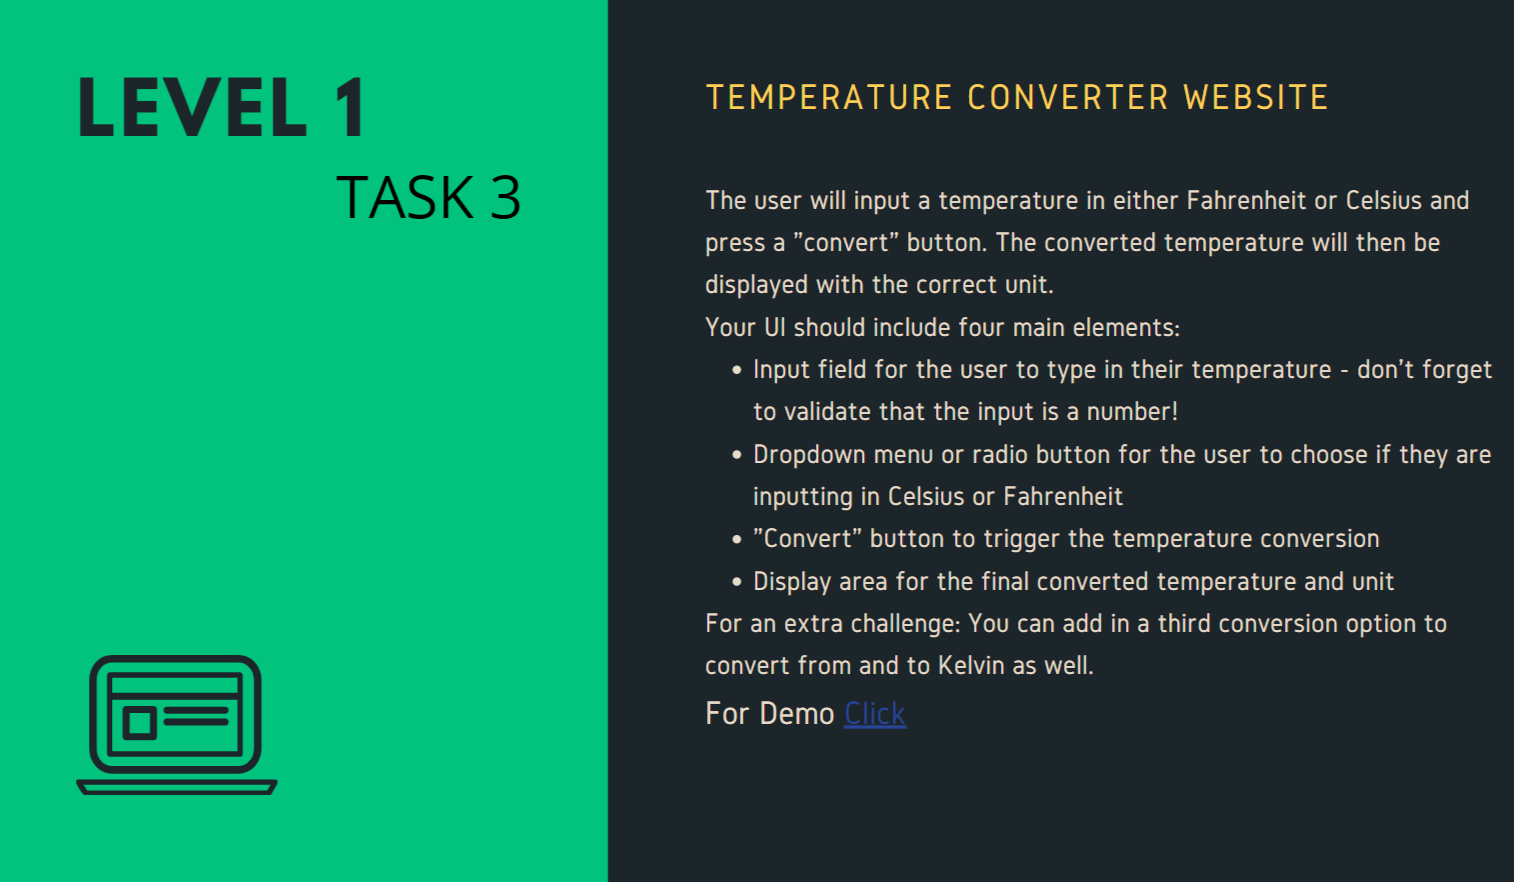 LEVEL 1
TASK 3
TEMPERATURE CONVERTER WEBSITE
The user will input a temperature in either Fahrenheit or Celsius and
press a ”convert” button. The converted temperature will then be
displayed with the correct unit.
Your UI should include four main elements:
• Input field for the user to type in their temperature - don’t forget
to validate that the input is a number!
• Dropdown menu or radio button for the user to choose if they are
inputting in Celsius or Fahrenheit
• ”Convert” button to trigger the temperature conversion
• Display area for the final converted temperature and unit
For an extra challenge: You can add in a third conversion option to
convert from and to Kelvin as well.
For Demo Click